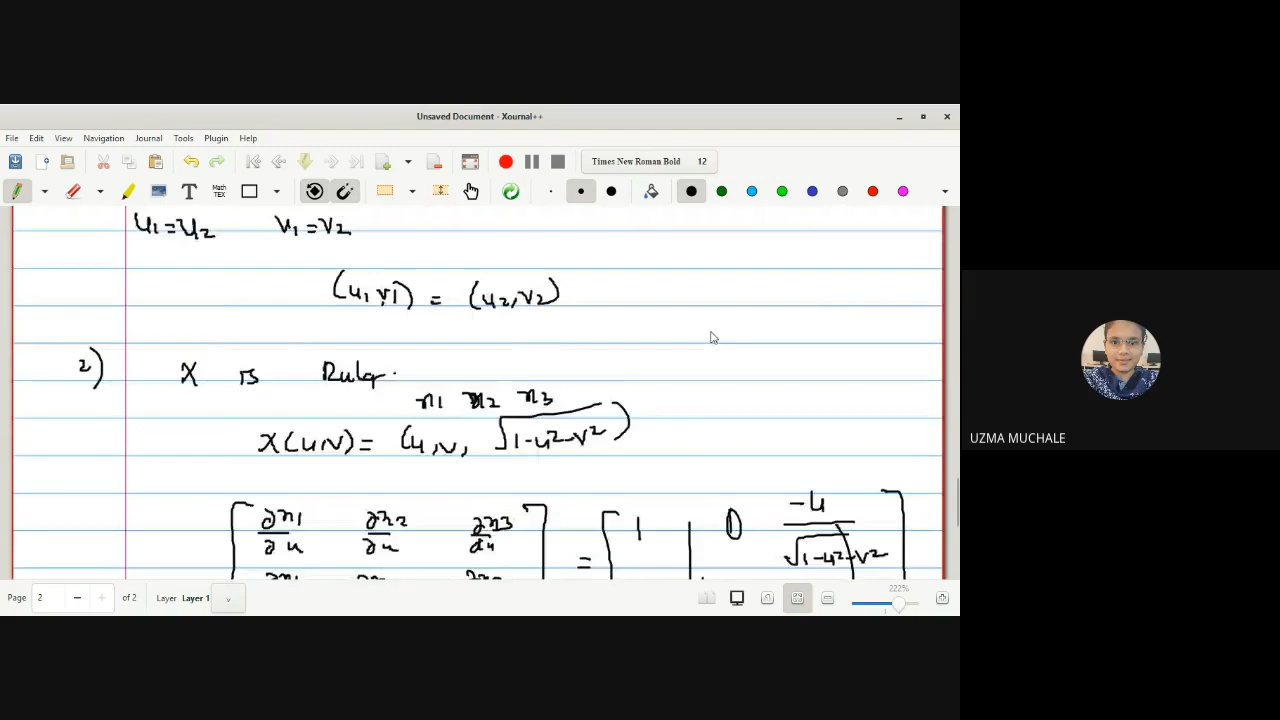 Unsaved Document - Xournal++
File Edit View Navigation Journal Tools Plugin Help
Times New Roman Bold 12
u1 = u2 v1 = v2
(u1, v1) = (u2, v2)
2) X is
x1 x2 x3
X(u,v) = (u, v, √1-u²-v²)
∂x1 ∂x2 ∂x3 1 0 -u
∂u ∂u ∂u = √1-u²-v²
UZMA MUCHALE
Page 2 of 2 Layer Layer 1 222%